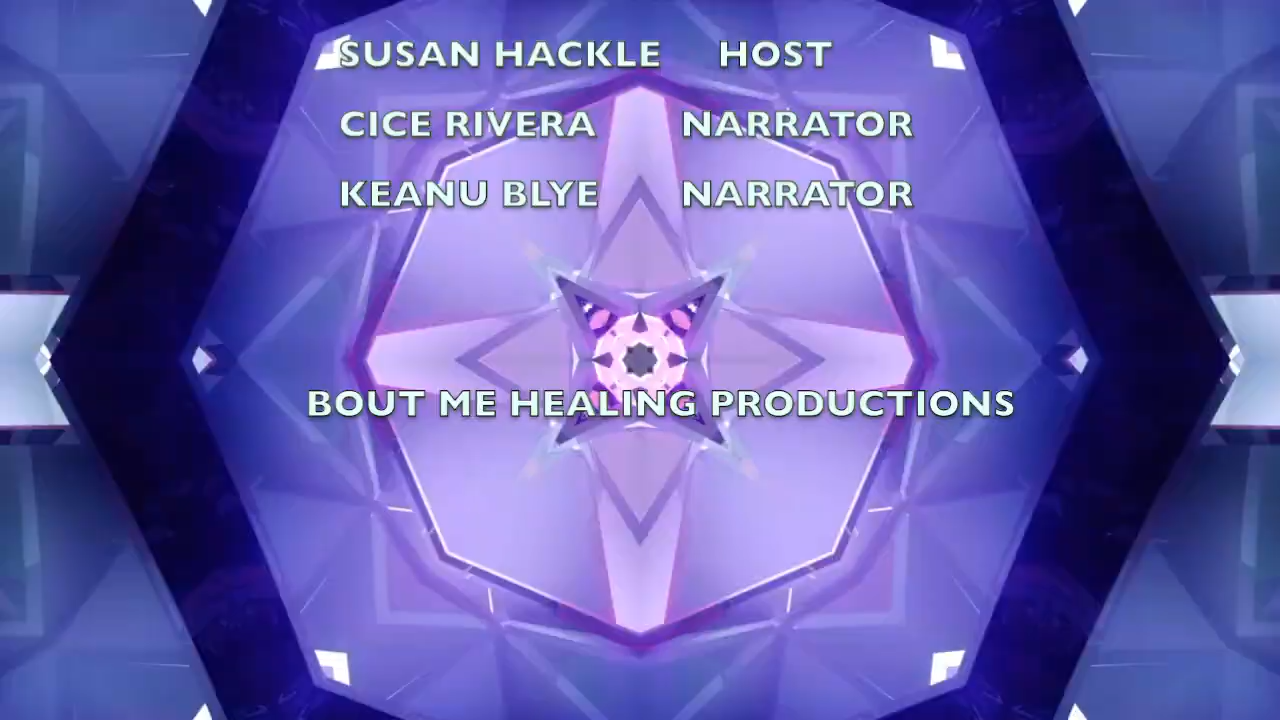 SUSAN HACKLE HOST
CICE RIVERA NARRATOR
KEANU BLYE NARRATOR
BOUT ME HEALING PRODUCTIONS